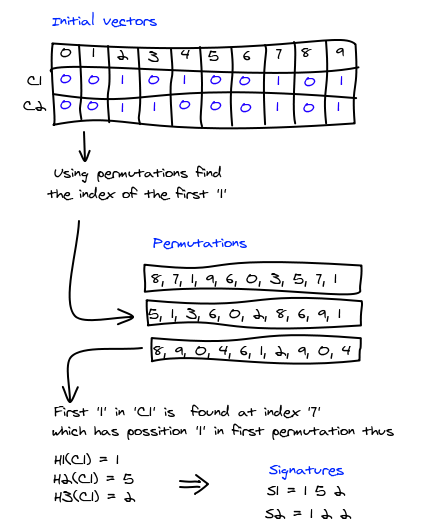 Initial vectors
0 1 2 3 4 5 6 7 8 9
C1 0 0 1 0 1 0 0 1 0 1
C2 0 0 1 1 0 0 0 1 0 1
Using permutations find
the index of the first '1'
Permutations
8, 7, 1, 9, 6, 0, 3, 5, 7, 1
5, 1, 3, 6, 0, 2, 8, 6, 9, 1
8, 9, 0, 4, 6, 1, 2, 9, 0, 4
First '1' in 'C1' is found at index '7'
which has possition '1' in first permutation thus
H1(C1) = 1
H2(C1) = 5
H3(C1) = 2
⇒
Signatures
S1 = 1 5 2
S2 = 1 2 2